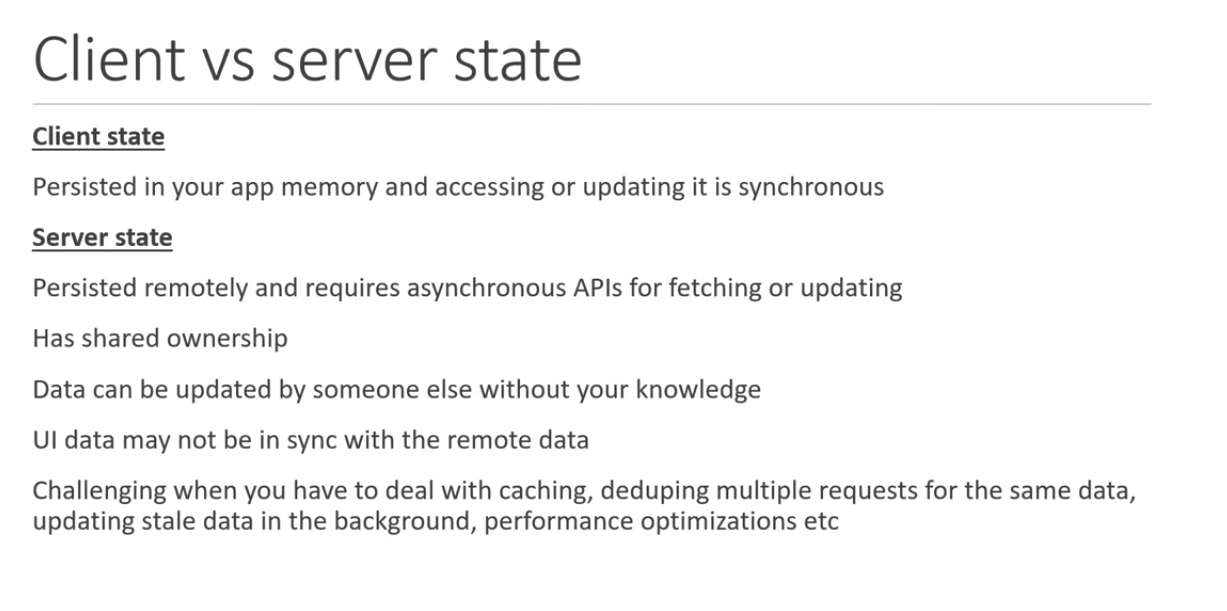 Client vs server state
Client state
Persisted in your app memory and accessing or updating it is synchronous
Server state
Persisted remotely and requires asynchronous APIs for fetching or updating
Has shared ownership
Data can be updated by someone else without your knowledge
UI data may not be in sync with the remote data
Challenging when you have to deal with caching, deduping multiple requests for the same data,
updating stale data in the background, performance optimizations etc